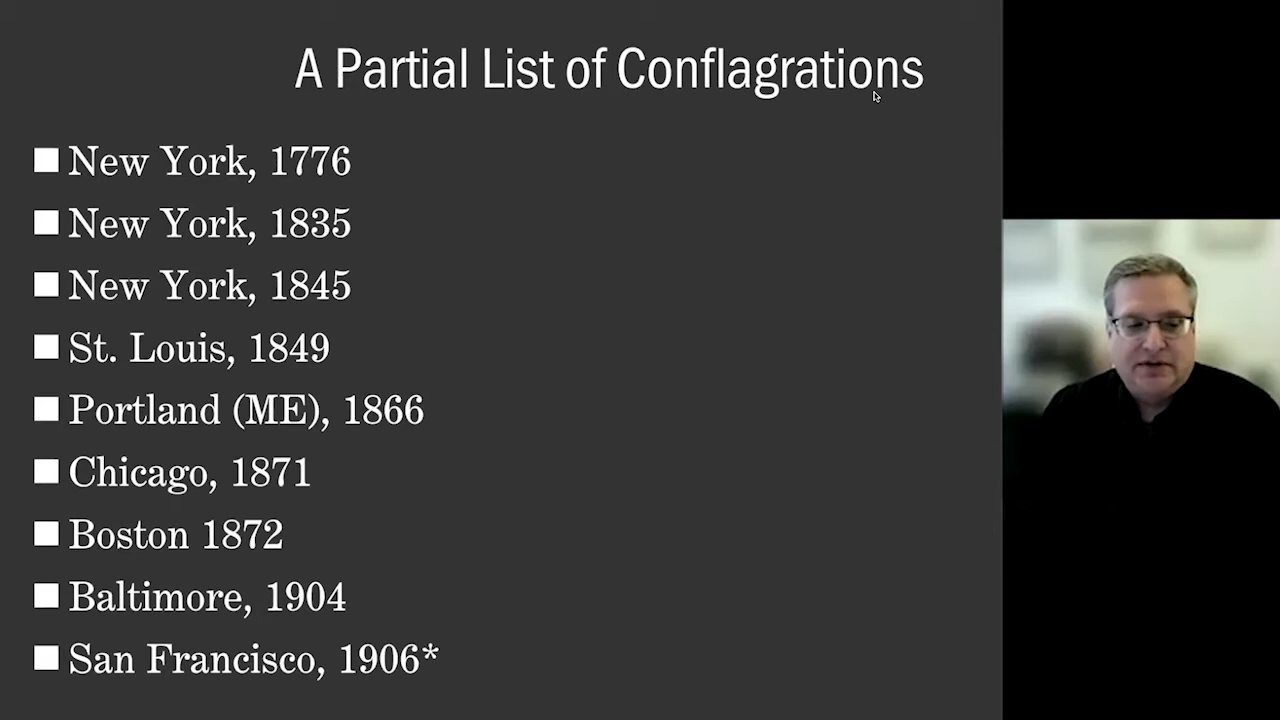 A Partial List of Conflagrations
New York, 1776
New York, 1835
New York, 1845
St. Louis, 1849
Portland (ME), 1866
Chicago, 1871
Boston 1872
Baltimore, 1904
San Francisco, 1906*